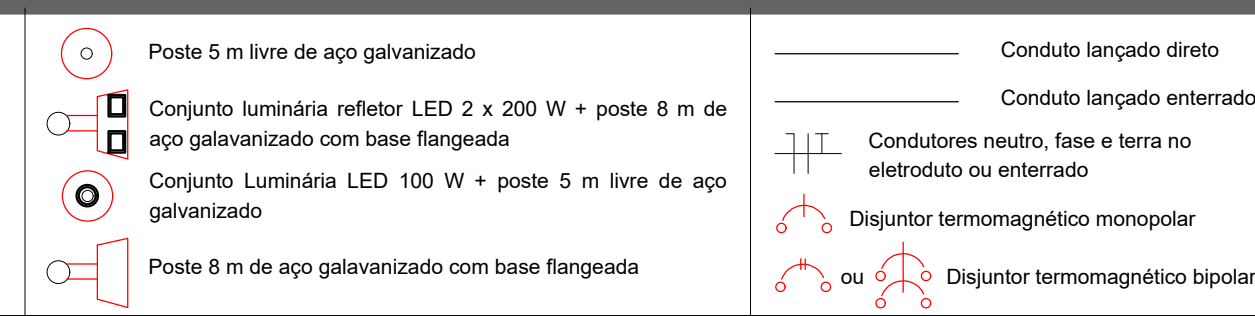 Poste 5 m livre de aço galvanizado
Conjunto luminária refletor LED 2 x 200 W + poste 8 m de
aço galavanizado com base flangeada
Conjunto Luminária LED 100 W + poste 5 m livre de aço
galvanizado
Poste 8 m de aço galavanizado com base flangeada
Conduto lançado direto
Conduto lançado enterrado
Condutores neutro, fase e terra no
eletroduto ou enterrado
Disjuntor termomagnético monopolar
ou Disjuntor termomagnético bipolar